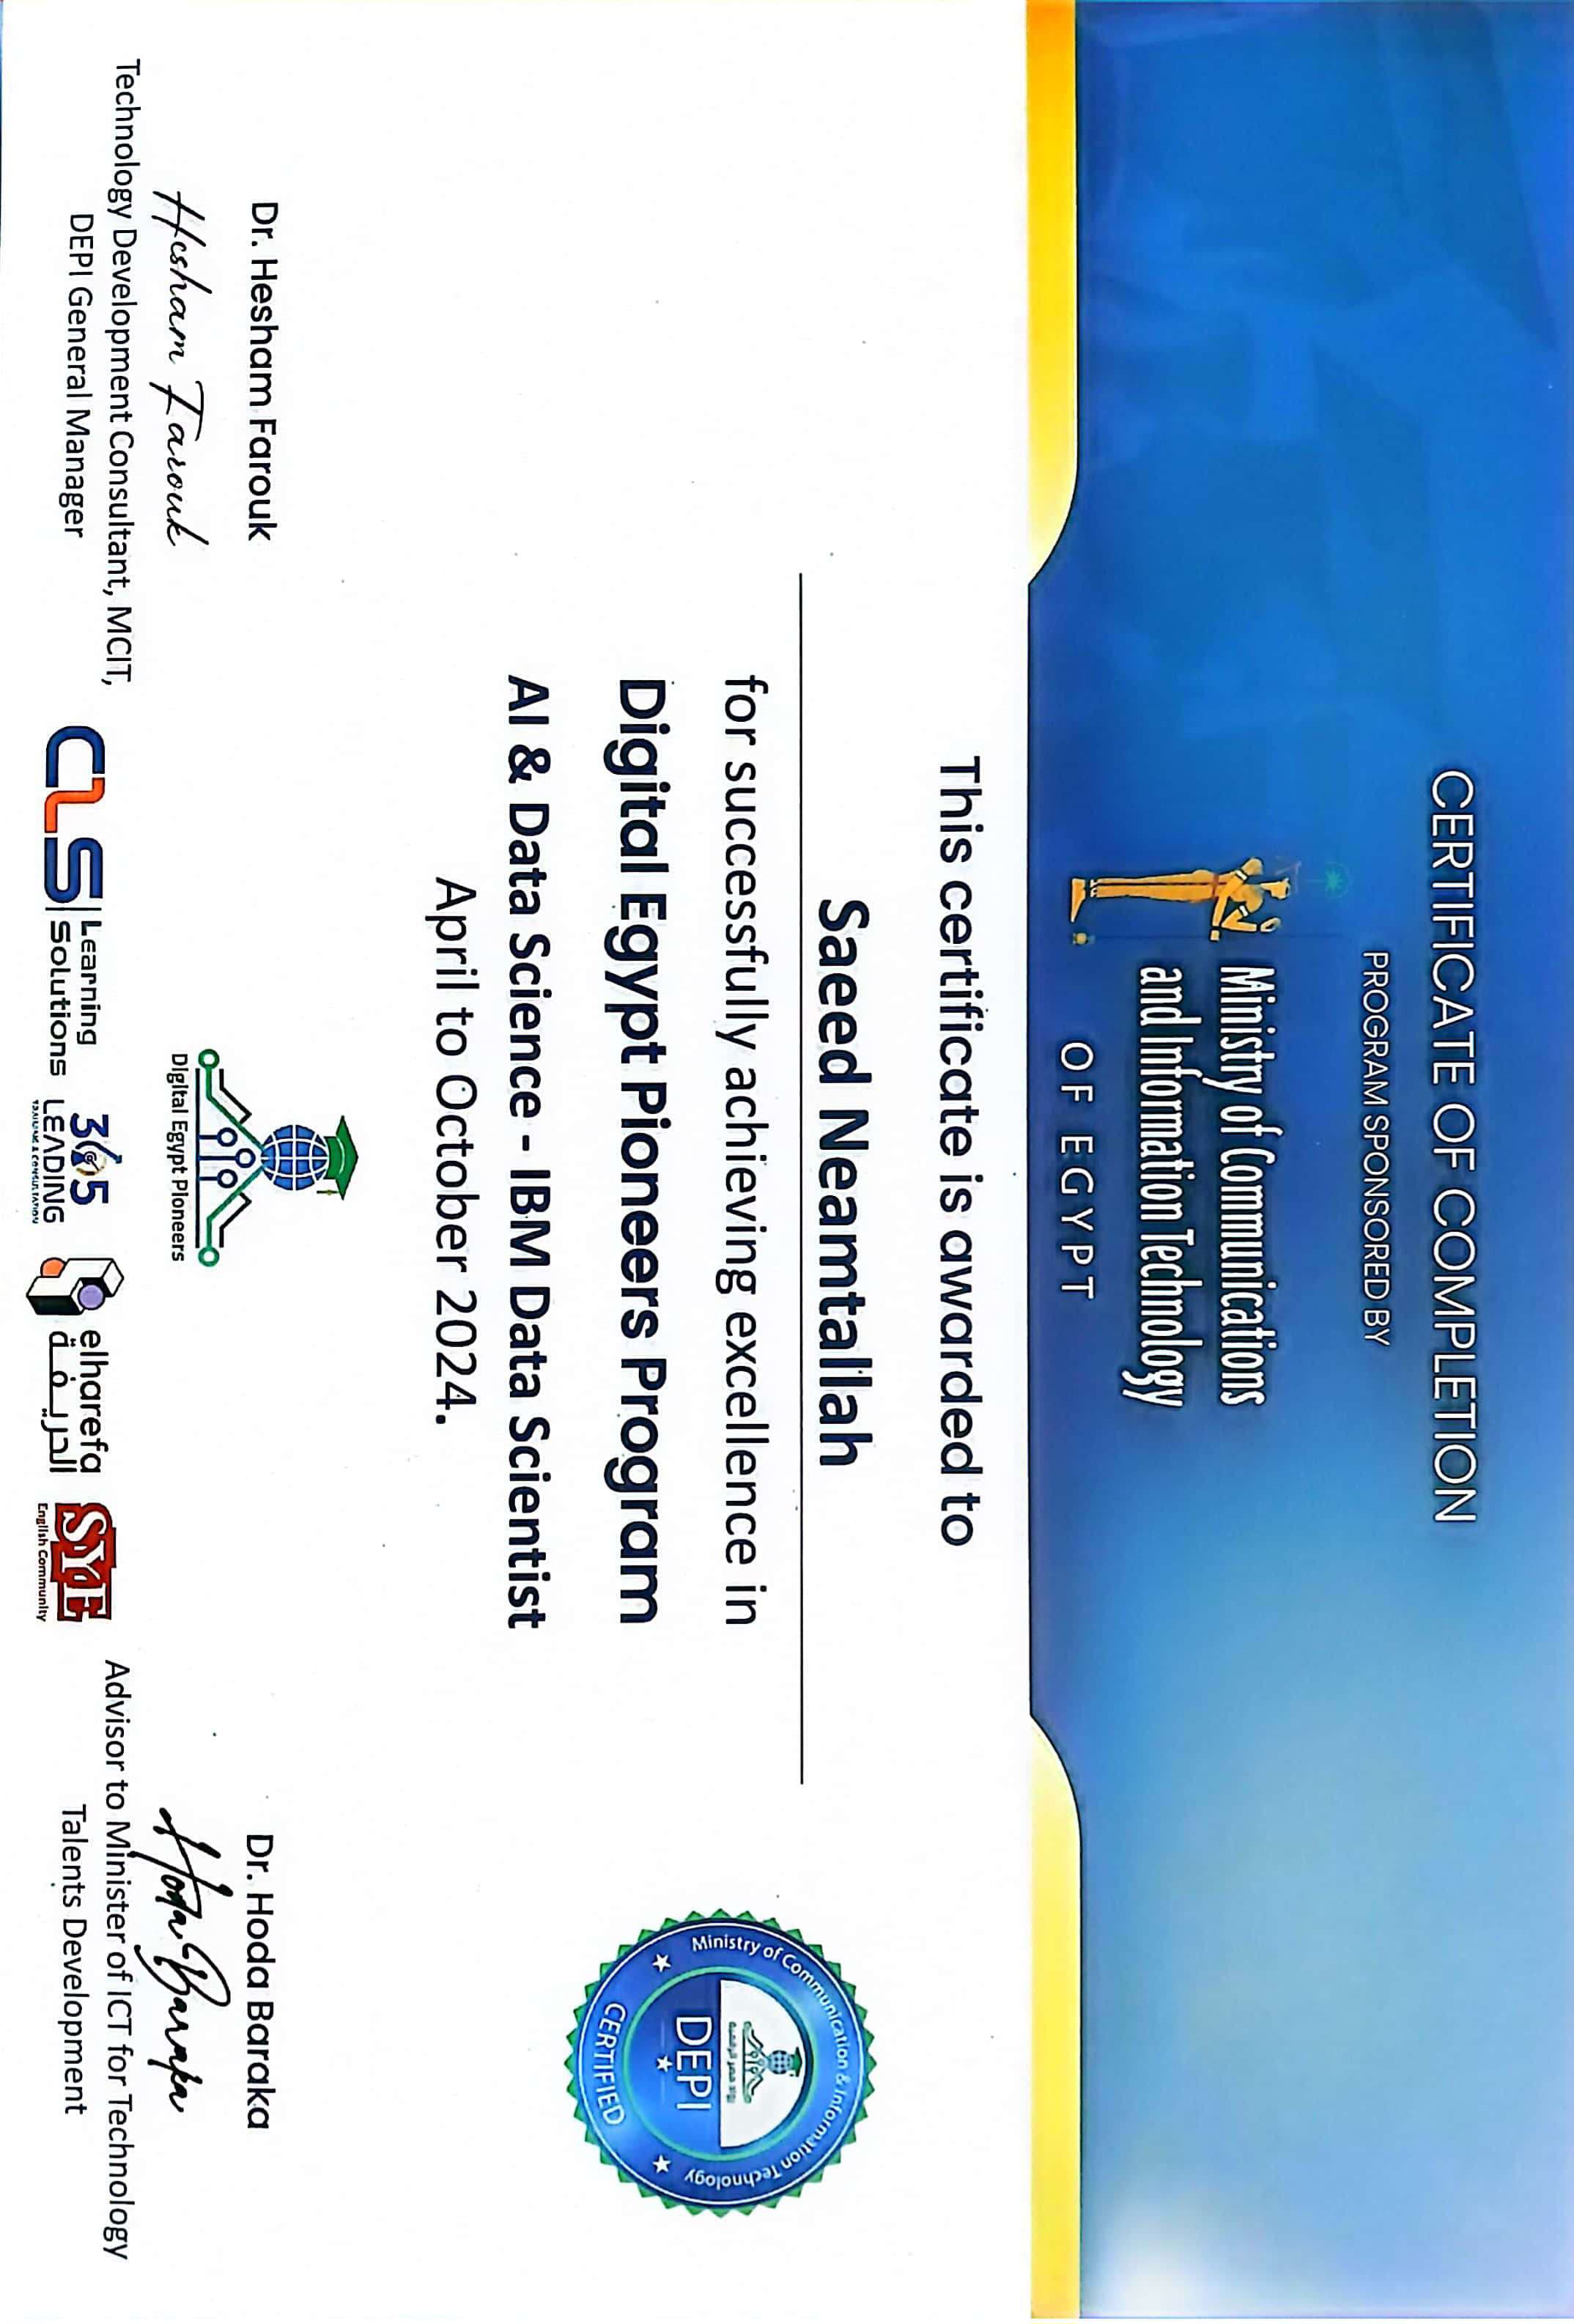 CERTIFICATE OF COMPLETION
PROGRAM SPONSORED BY
Ministry of Communications
and Information Technology
OF EGYPT
This certificate is awarded to
Saeed Neamtallah
for successfully achieving excellence in
Digital Egypt Pioneers Program
AI & Data Science - IBM Data Scientist
April to October 2024.
Ministry of Communication & Information Technology
رواد مصر الرقمية
DEPI
CERTIFIED
Dr. Hesham Farouk
Hesham Farouk
Technology Development Consultant, MCIT,
DEPI General Manager
Digital Egypt Pioneers
Dr. Hoda Baraka
Hoda Baraka
Advisor to Minister of ICT for Technology
Talents Development
CLS Learning
Solutions
365
LEADING
TRAINING & CONSULTATION
elharefa
الحريفة
SYE
English Community